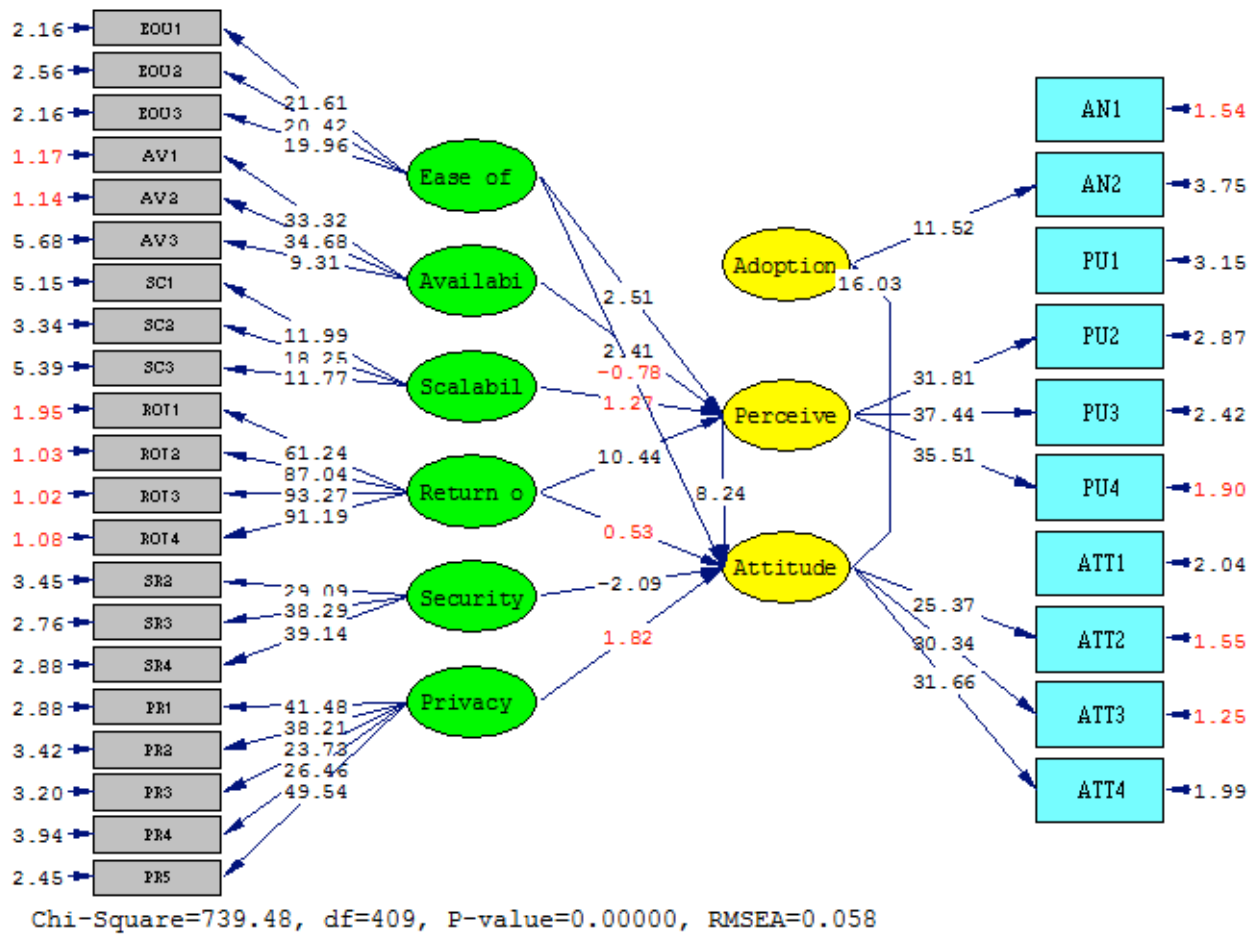 2.16 EOU1
2.56 EOU2
2.16 EOU3
1.17 AV1
1.14 AV2
5.68 AV3
5.15 SC1
3.34 SC2
5.39 SC3
1.95 ROI1
1.03 ROI2
1.02 ROI3
1.08 ROI4
3.45 SR2
2.76 SR3
2.88 SR4
2.88 PR1
3.42 PR2
3.20 PR3
3.94 PR4
2.45 PR5
21.61
20.42
19.96
33.32
34.68
9.31
11.99
18.25
11.77
61.24
87.04
93.27
91.19
29.09
38.29
39.14
41.48
38.21
23.73
26.46
49.54
Ease of
Availabi
Scalabil
Return o
Security
Privacy
2.51
2.41
-0.78
1.27
10.44
8.24
0.53
-2.09
1.82
Adoption
Perceive
Attitude
16.03
11.52
31.81
37.44
35.51
25.37
30.34
31.66
AN1 1.54
AN2 3.75
PU1 3.15
PU2 2.87
PU3 2.42
PU4 1.90
ATT1 2.04
ATT2 1.55
ATT3 1.25
ATT4 1.99
Chi-Square=739.48, df=409, P-value=0.00000, RMSEA=0.058